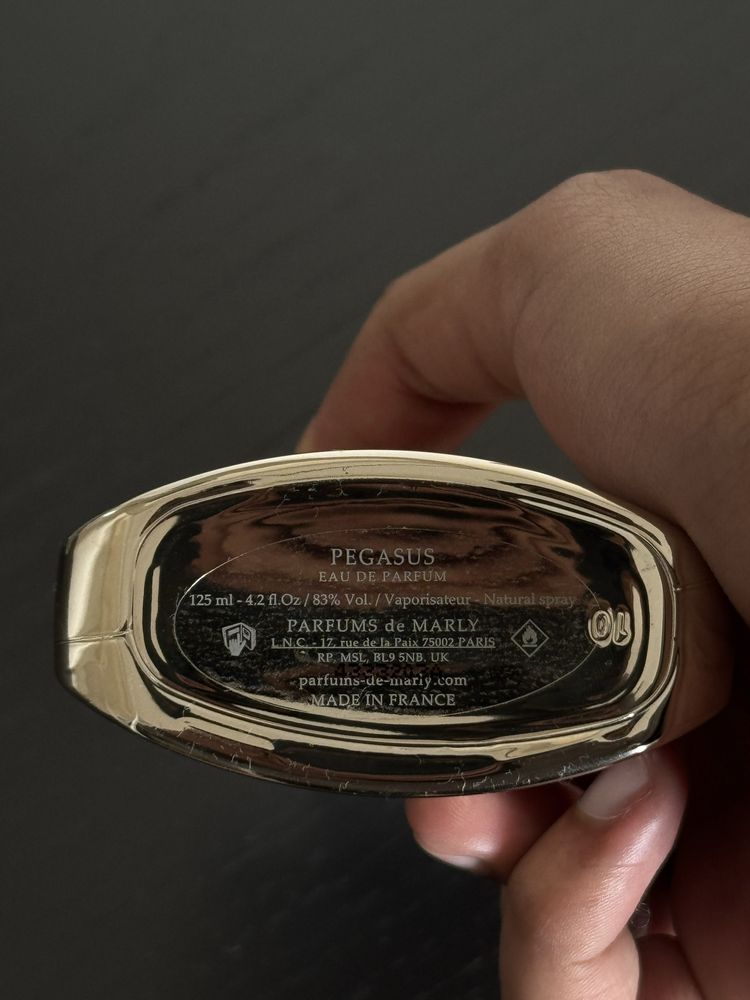 PEGASUS
EAU DE PARFUM
125 ml - 4.2 fl.Oz / 83% Vol. / Vaporisateur - Natural spray
PARFUMS de MARLY
L.N.C. - 17, rue de la Paix 75002 PARIS
RP. MSL, BL9 5NB. UK
parfums-de-marly.com
MADE IN FRANCE
10